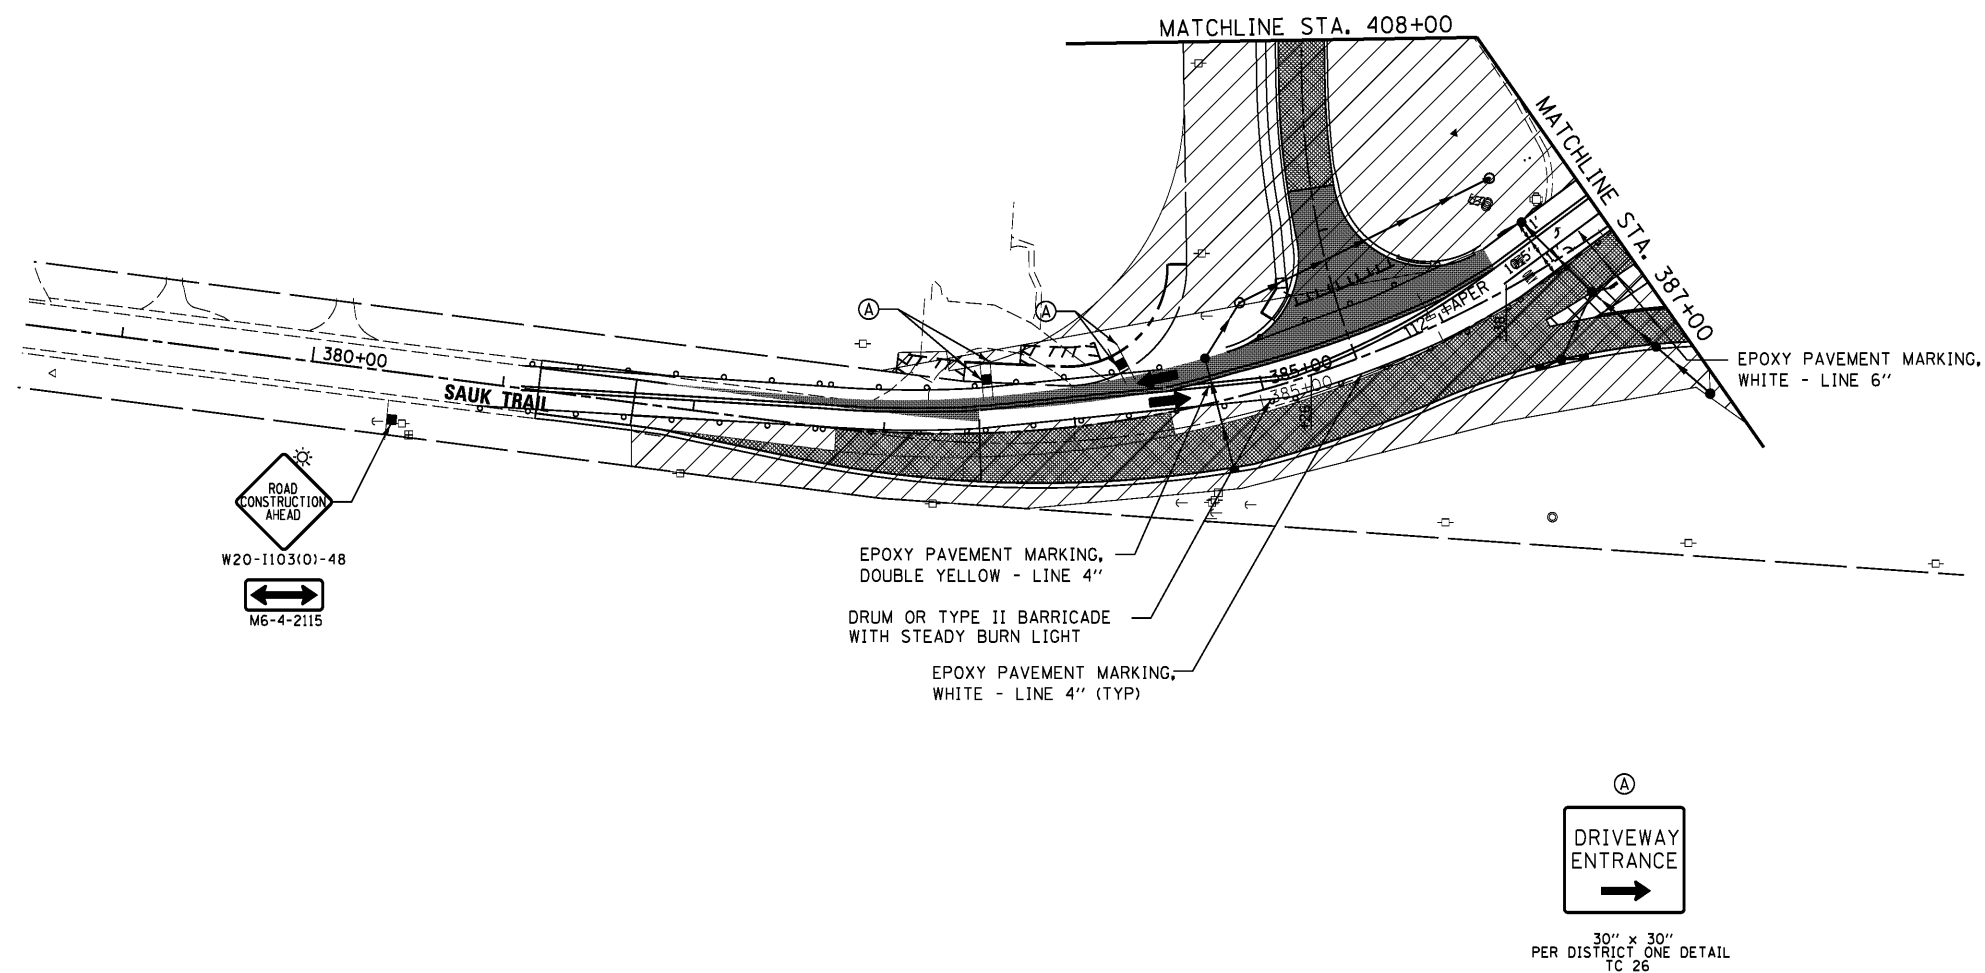 MATCHLINE STA. 408+00
MATCHLINE STA. 387+00
A
A
380+00
SAUK TRAIL
385+00
385+00
112' TAPER
EPOXY PAVEMENT MARKING,
WHITE - LINE 6"
ROAD
CONSTRUCTION
AHEAD
W20-I103(0)-48
M6-4-2115
EPOXY PAVEMENT MARKING,
DOUBLE YELLOW - LINE 4"
DRUM OR TYPE II BARRICADE
WITH STEADY BURN LIGHT
EPOXY PAVEMENT MARKING,
WHITE - LINE 4" (TYP)
A
DRIVEWAY
ENTRANCE
30" x 30"
PER DISTRICT ONE DETAIL
TC 26